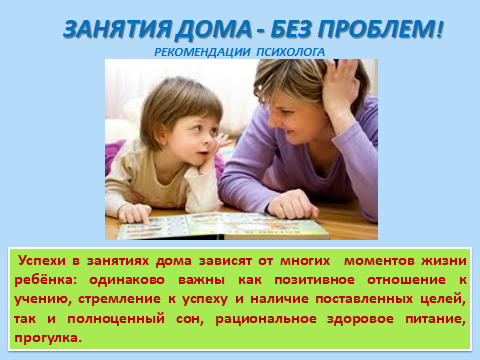 ЗАНЯТИЯ ДОМА - БЕЗ ПРОБЛЕМ!
РЕКОМЕНДАЦИИ ПСИХОЛОГА
Успехи в занятиях дома зависят от многих моментов жизни
ребёнка: одинаково важны как позитивное отношение к
учению, стремление к успеху и наличие поставленных целей,
так и полноценный сон, рациональное здоровое питание,
прогулка.